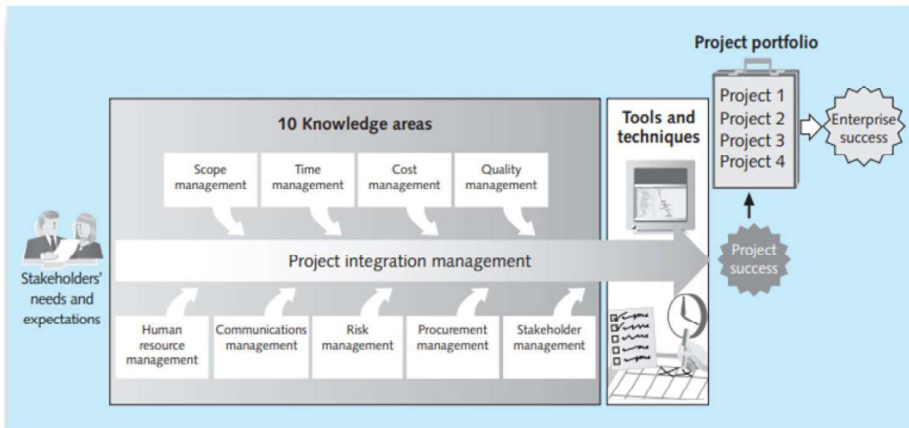 Project portfolio
Project 1
Project 2
Project 3
Project 4
Enterprise
success
10 Knowledge areas
Tools and
techniques
Scope
management
Time
management
Cost
management
Quality
management
Stakeholders'
needs and
expectations
Project integration management
Project
success
Human
resource
management
Communications
management
Risk
management
Procurement
management
Stakeholder
management